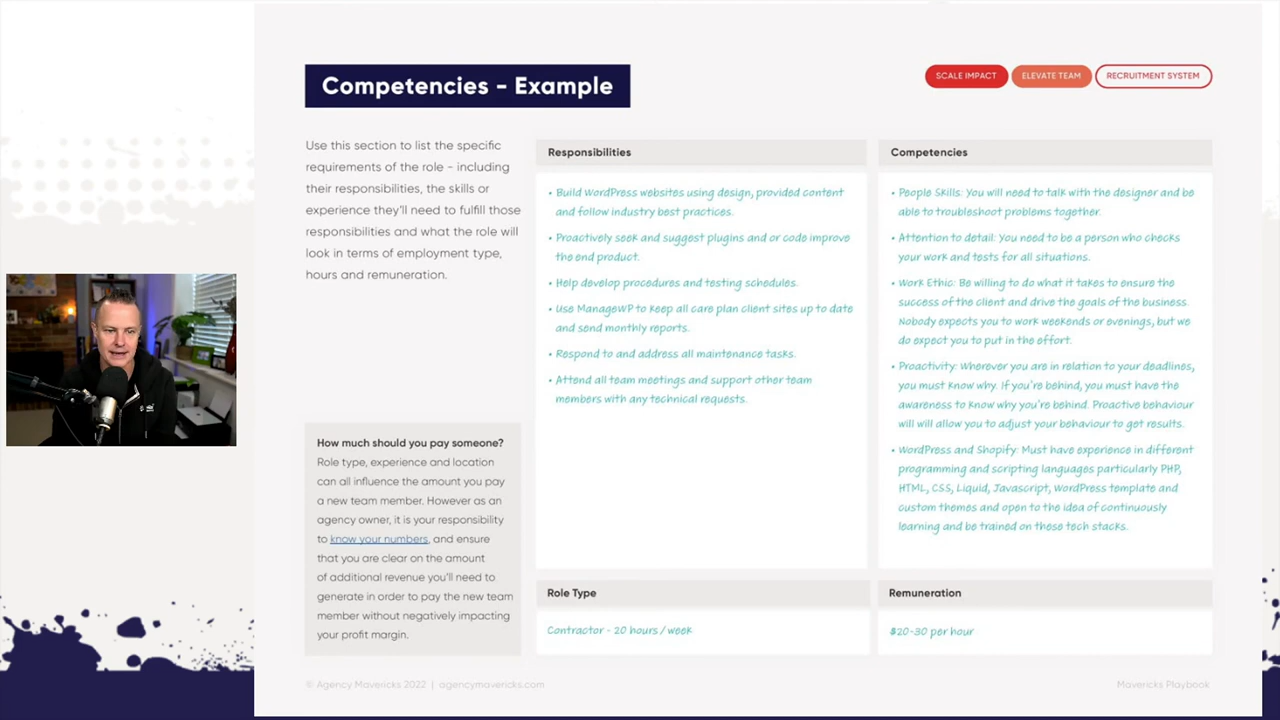 Competencies - Example
SCALE IMPACT
ELEVATE TEAM
RECRUITMENT SYSTEM
Use this section to list the specific
requirements of the role - including
their responsibilities, the skills or
experience they'll need to fulfill those
responsibilities and what the role will
look in terms of employment type,
hours and remuneration.
How much should you pay someone?
Role type, experience and location
can all influence the amount you pay
a new team member. However as an
agency owner, it is your responsibility
to know your numbers, and ensure
that you are clear on the amount
of additional revenue you'll need to
generate in order to pay the new team
member without negatively impacting
your profit margin.
Responsibilities
• Build WordPress websites using design, provided content
and follow industry best practices.
• Proactively seek and suggest plugins and or code improve
the end product.
• Help develop procedures and testing schedules.
• Use ManageWP to keep all care plan client sites up to date
and send monthly reports.
• Respond to and address all maintenance tasks.
• Attend all team meetings and support other team
members with any technical requests.
Competencies
• People Skills: You will need to talk with the designer and be
able to troubleshoot problems together.
• Attention to detail: You need to be a person who checks
your work and tests for all situations.
• Work Ethic: Be willing to do what it takes to ensure the
success of the client and drive the goals of the business.
Nobody expects you to work weekends or evenings, but we
do expect you to put in the effort.
• Proactivity: Wherever you are in relation to your deadlines,
you must know why. If you're behind, you must have the
awareness to know why you're behind. Proactive behaviour
will will allow you to adjust your behaviour to get results.
• WordPress and Shopify: Must have experience in different
programming and scripting languages particularly PHP,
HTML, CSS, Liquid, Javascript, WordPress template and
custom themes and open to the idea of continuously
learning and be trained on these tech stacks.
Role Type
Contractor - 20 hours / week
Remuneration
$20-30 per hour
© Agency Mavericks 2022 | agencymavericks.com
Mavericks Playbook